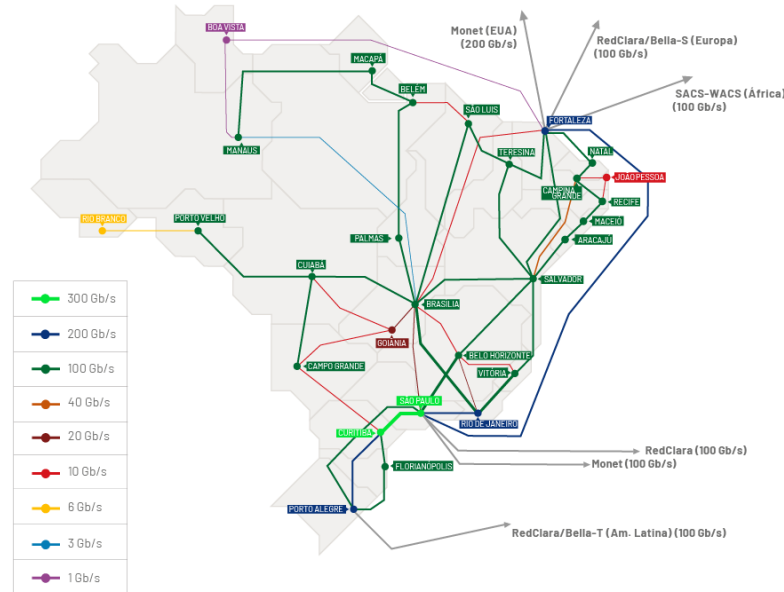 Monet (EUA)
(200 Gb/s)
RedClara/Bella-S (Europa)
(100 Gb/s)
SACS-WACS (África)
(100 Gb/s)
BOA VISTA
MACAPÁ
BELÉM
SÃO LUIS
FORTALEZA
MANAUS
TERESINA
NATAL
JOÃO PESSOA
CAMPINA
GRANDE
RECIFE
MACEIÓ
ARACAJÚ
RIO BRANCO
PORTO VELHO
PALMAS
CUIABÁ
SALVADOR
BRASÍLIA
GOIÂNIA
CAMPO GRANDE
BELO HORIZONTE
VITÓRIA
SÃO PAULO
RIO DE JANEIRO
CURITIBA
FLORIANÓPOLIS
PORTO ALEGRE
RedClara (100 Gb/s)
Monet (100 Gb/s)
RedClara/Bella-T (Am. Latina) (100 Gb/s)
300 Gb/s
200 Gb/s
100 Gb/s
40 Gb/s
20 Gb/s
10 Gb/s
6 Gb/s
3 Gb/s
1 Gb/s